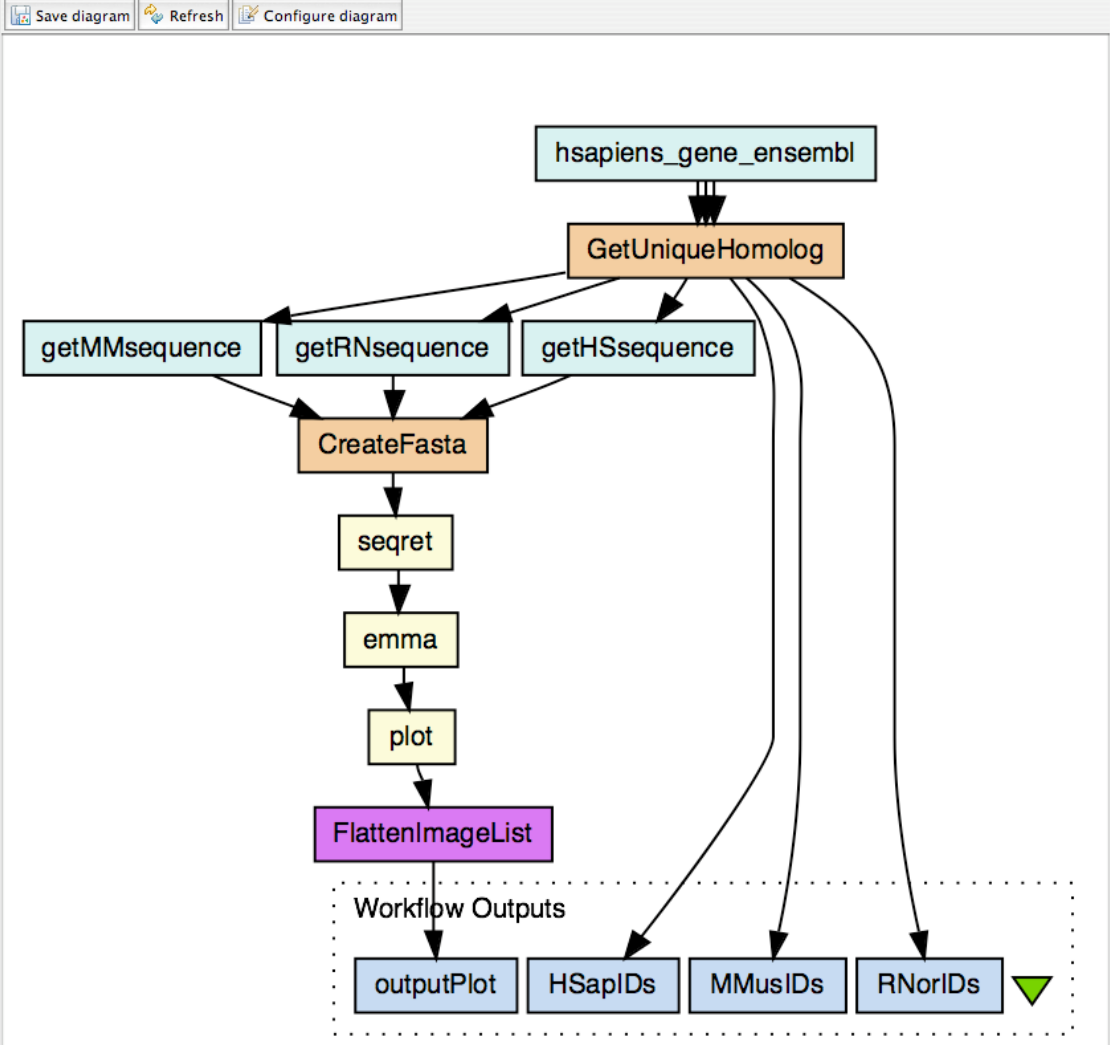 Save diagram Refresh Configure diagram
hsapiens_gene_ensembl
GetUniqueHomolog
getMMsequence getRNsequence getHSsequence
CreateFasta
seqret
emma
plot
FlattenImageList
Workflow Outputs
outputPlot HSapIDs MMusIDs RNorIDs